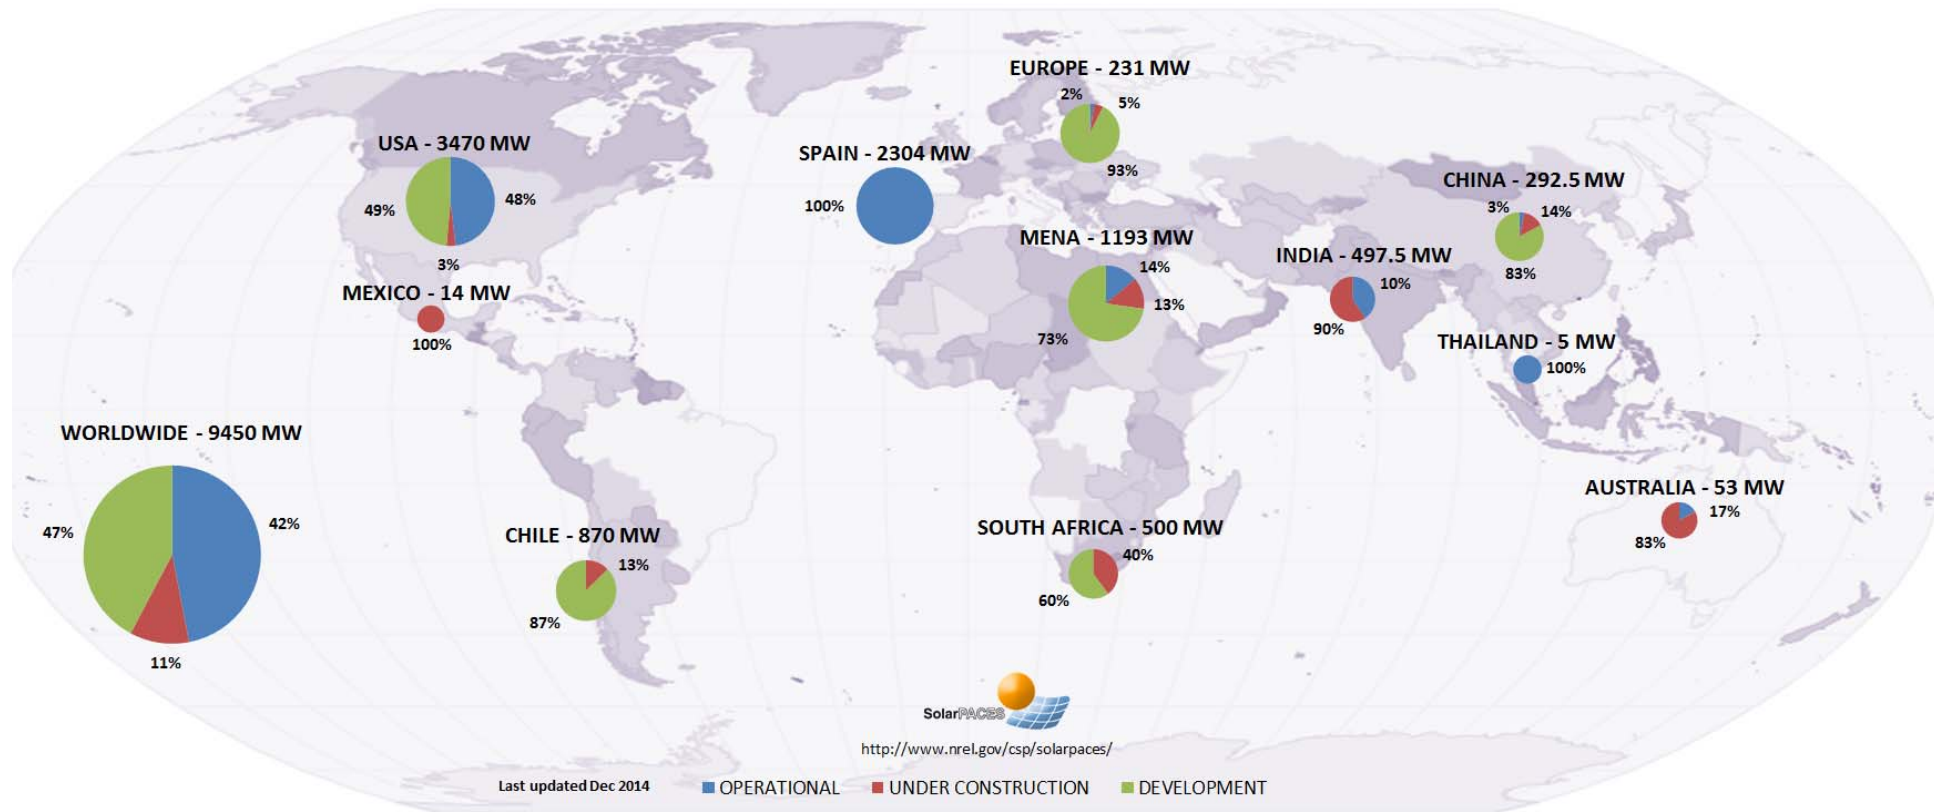 EUROPE - 231 MW
2%
5%
93%
USA - 3470 MW
48%
49%
3%
SPAIN - 2304 MW
100%
CHINA - 292.5 MW
3%
14%
83%
MENA - 1193 MW
14%
13%
73%
INDIA - 497.5 MW
10%
90%
MEXICO - 14 MW
100%
THAILAND - 5 MW
100%
WORLDWIDE - 9450 MW
42%
47%
11%
CHILE - 870 MW
13%
87%
SOUTH AFRICA - 500 MW
40%
60%
AUSTRALIA - 53 MW
17%
83%
SolarPACES
http://www.nrel.gov/csp/solarpaces/
Last updated Dec 2014
OPERATIONAL
UNDER CONSTRUCTION
DEVELOPMENT